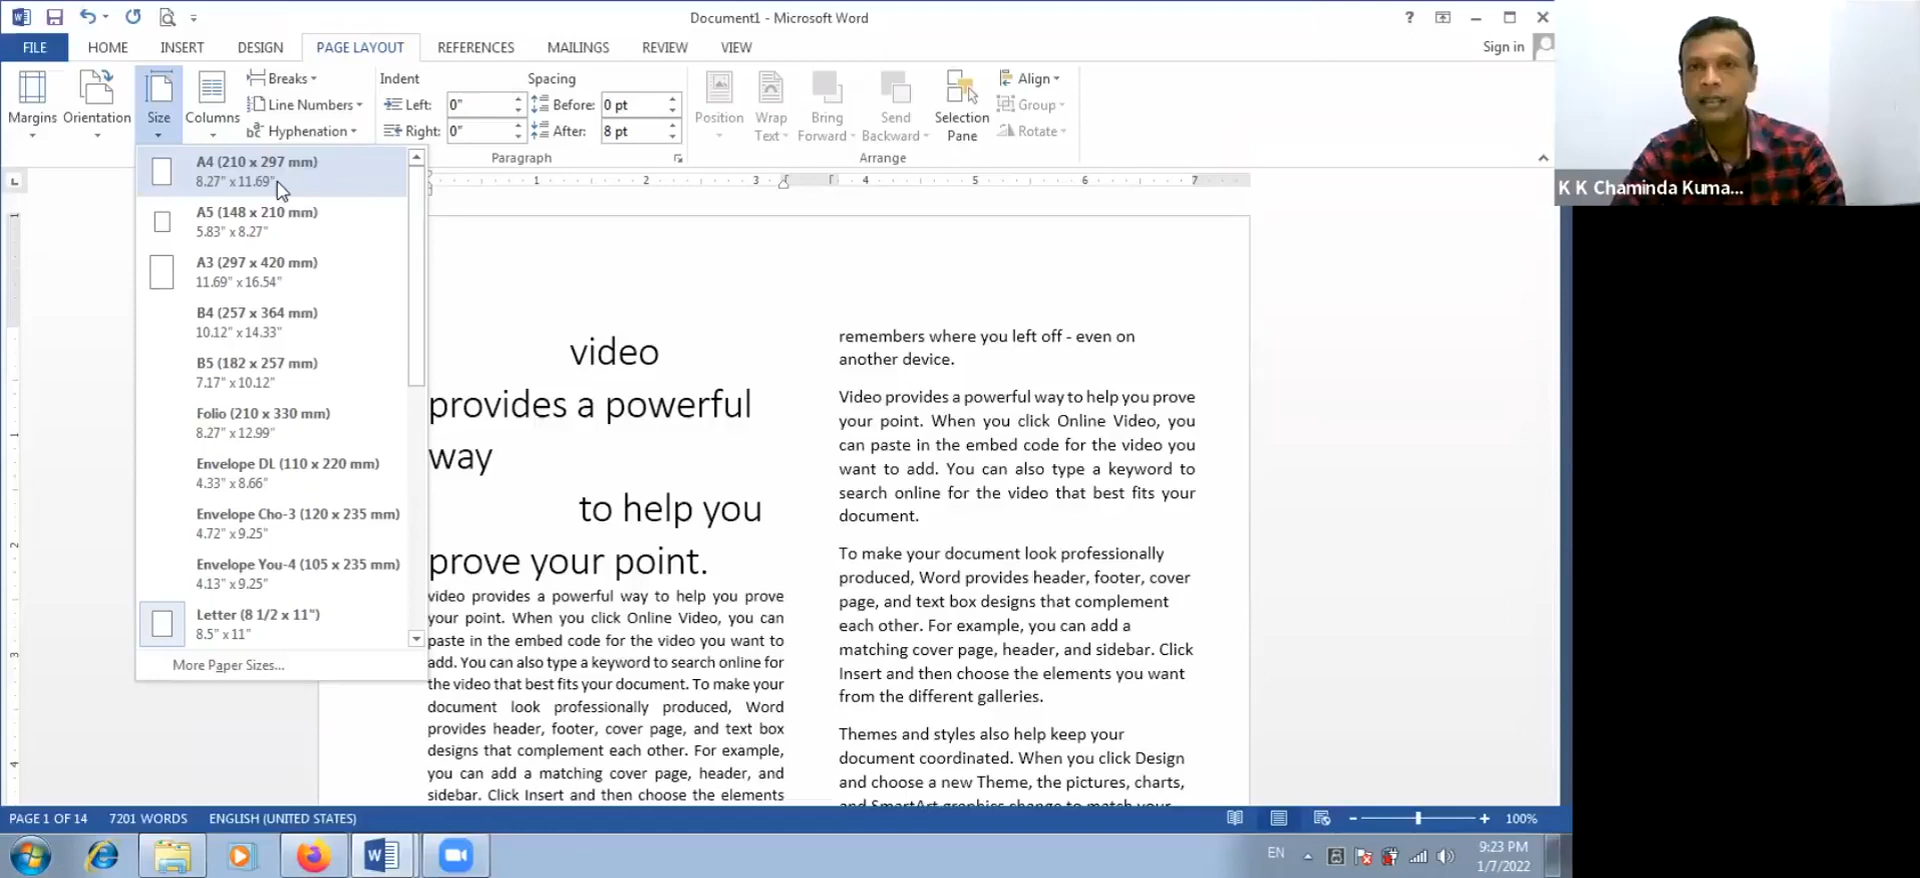 Document1 - Microsoft Word
?
FILE
HOME
INSERT
DESIGN
PAGE LAYOUT
REFERENCES
MAILINGS
REVIEW
VIEW
Sign in
Margins
Orientation
Size
Columns
Breaks
Line Numbers
Hyphenation
Indent
Left: 0"
Right: 0"
Spacing
Before: 0 pt
After: 8 pt
Paragraph
Position
Wrap
Text
Bring
Forward
Send
Backward
Selection
Pane
Align
Group
Rotate
Arrange
K K Chaminda Kuma...
A4 (210 x 297 mm)
8.27" x 11.69"
A5 (148 x 210 mm)
5.83" x 8.27"
A3 (297 x 420 mm)
11.69" x 16.54"
B4 (257 x 364 mm)
10.12" x 14.33"
B5 (182 x 257 mm)
7.17" x 10.12"
Folio (210 x 330 mm)
8.27" x 12.99"
Envelope DL (110 x 220 mm)
4.33" x 8.66"
Envelope Cho-3 (120 x 235 mm)
4.72" x 9.25"
Envelope You-4 (105 x 235 mm)
4.13" x 9.25"
Letter (8 1/2 x 11")
8.5" x 11"
More Paper Sizes...
1 2 3 4 5 6 7
1
1
2
3
4
video
provides a powerful
way
to help you
prove your point.
video provides a powerful way to help you prove
your point. When you click Online Video, you can
paste in the embed code for the video you want to
add. You can also type a keyword to search online for
the video that best fits your document. To make your
document look professionally produced, Word
provides header, footer, cover page, and text box
designs that complement each other. For example,
you can add a matching cover page, header, and
sidebar. Click Insert and then choose the elements
remembers where you left off - even on
another device.
Video provides a powerful way to help you prove
your point. When you click Online Video, you
can paste in the embed code for the video you
want to add. You can also type a keyword to
search online for the video that best fits your
document.
To make your document look professionally
produced, Word provides header, footer, cover
page, and text box designs that complement
each other. For example, you can add a
matching cover page, header, and sidebar. Click
Insert and then choose the elements you want
from the different galleries.
Themes and styles also help keep your
document coordinated. When you click Design
and choose a new Theme, the pictures, charts,
and SmartArt graphics change to match your
PAGE 1 OF 14
7201 WORDS
ENGLISH (UNITED STATES)
100%
EN
9:23 PM
1/7/2022